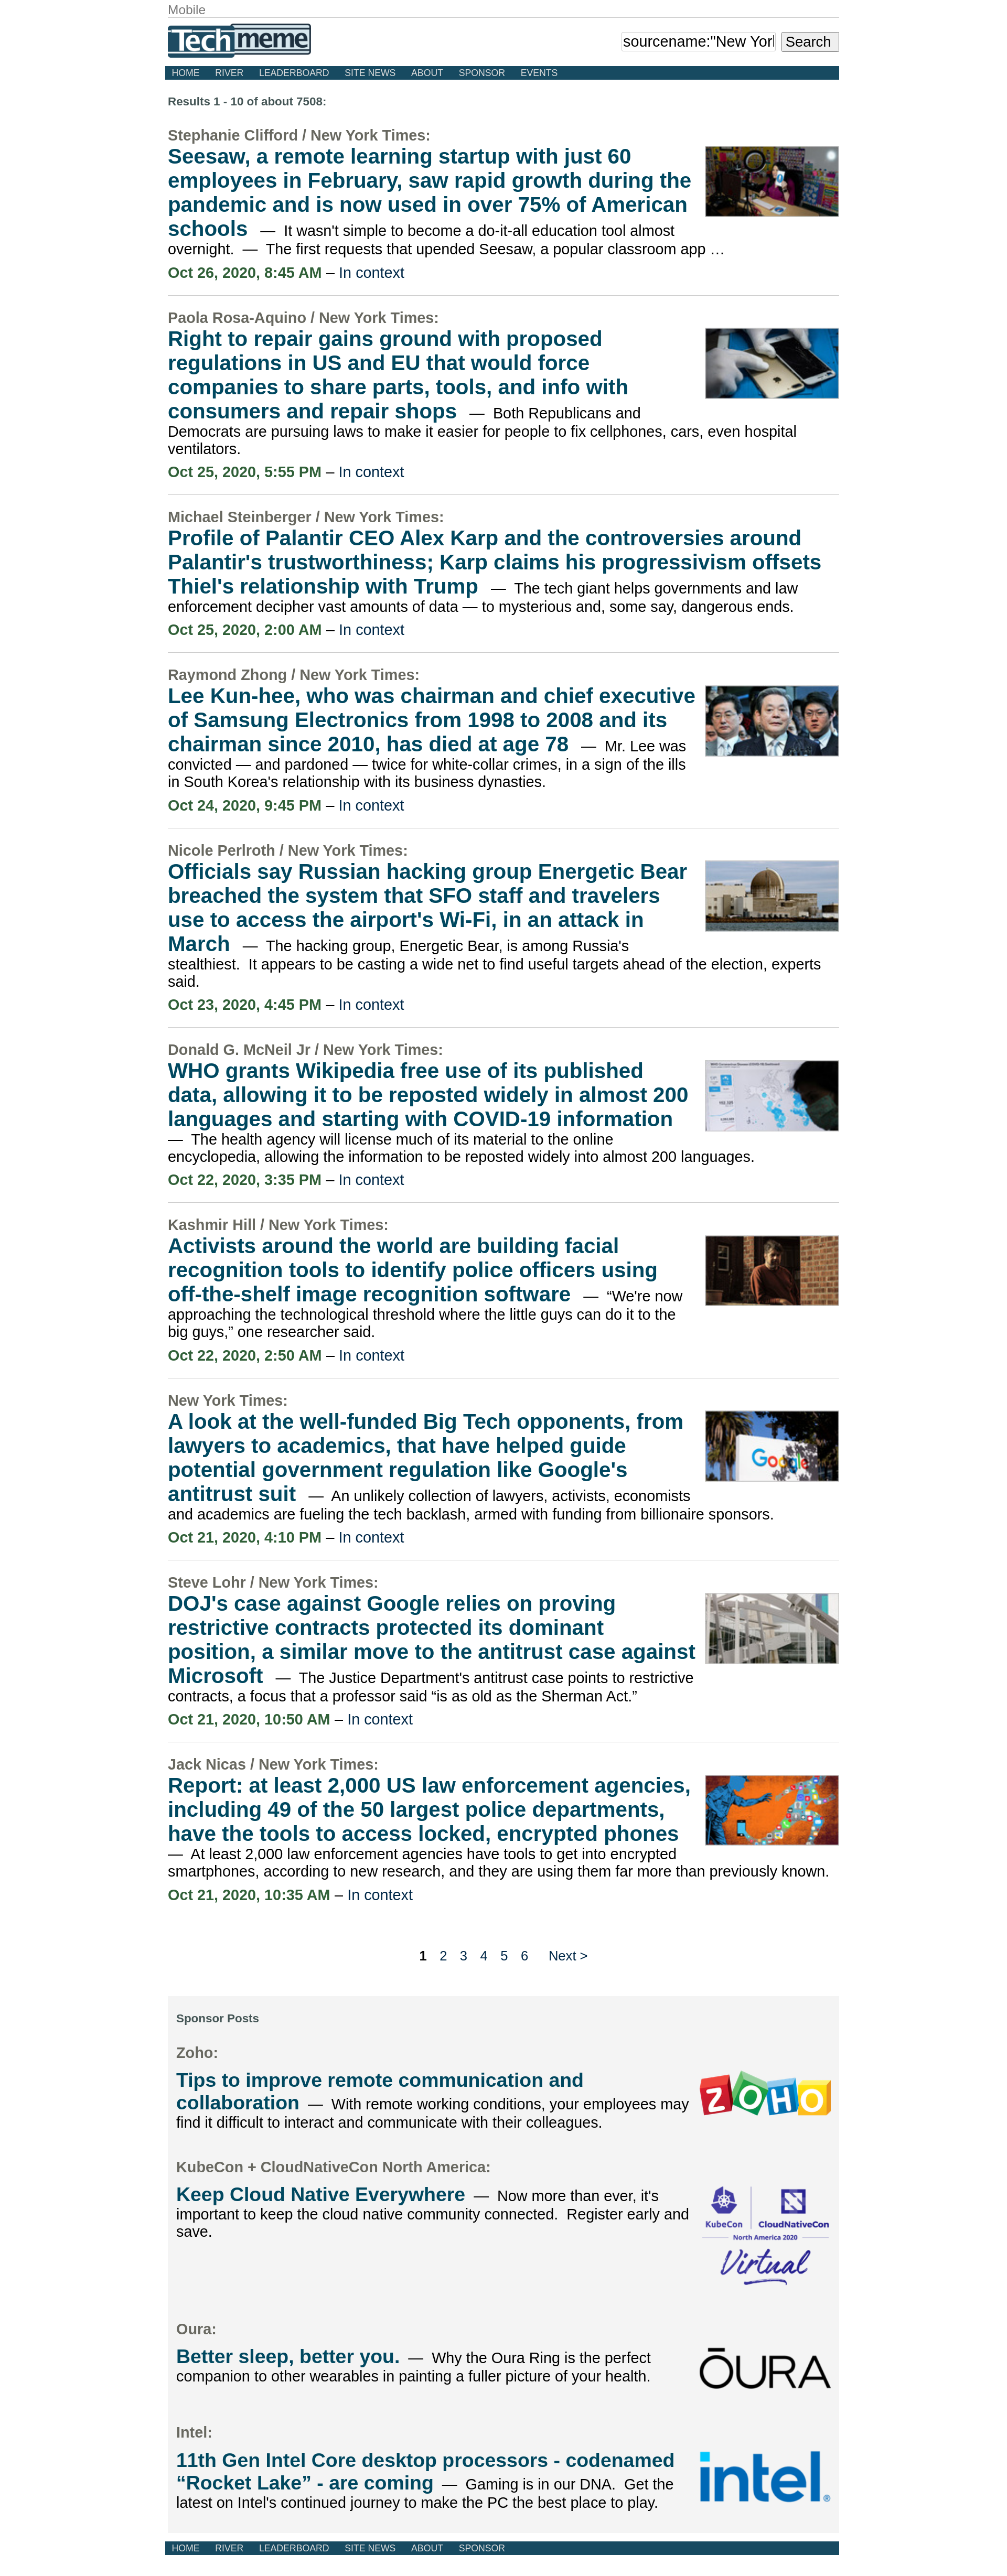 Mobile
Techmeme
sourcename:"New York
Search
HOME RIVER LEADERBOARD SITE NEWS ABOUT SPONSOR EVENTS
Results 1 - 10 of about 7508:
Stephanie Clifford / New York Times:
Seesaw, a remote learning startup with just 60
employees in February, saw rapid growth during the
pandemic and is now used in over 75% of American
schools — It wasn't simple to become a do-it-all education tool almost
overnight. — The first requests that upended Seesaw, a popular classroom app …
Oct 26, 2020, 8:45 AM – In context
Paola Rosa-Aquino / New York Times:
Right to repair gains ground with proposed
regulations in US and EU that would force
companies to share parts, tools, and info with
consumers and repair shops — Both Republicans and
Democrats are pursuing laws to make it easier for people to fix cellphones, cars, even hospital
ventilators.
Oct 25, 2020, 5:55 PM – In context
Michael Steinberger / New York Times:
Profile of Palantir CEO Alex Karp and the controversies around
Palantir's trustworthiness; Karp claims his progressivism offsets
Thiel's relationship with Trump — The tech giant helps governments and law
enforcement decipher vast amounts of data — to mysterious and, some say, dangerous ends.
Oct 25, 2020, 2:00 AM – In context
Raymond Zhong / New York Times:
Lee Kun-hee, who was chairman and chief executive
of Samsung Electronics from 1998 to 2008 and its
chairman since 2010, has died at age 78 — Mr. Lee was
convicted — and pardoned — twice for white-collar crimes, in a sign of the ills
in South Korea's relationship with its business dynasties.
Oct 24, 2020, 9:45 PM – In context
Nicole Perlroth / New York Times:
Officials say Russian hacking group Energetic Bear
breached the system that SFO staff and travelers
use to access the airport's Wi-Fi, in an attack in
March — The hacking group, Energetic Bear, is among Russia's
stealthiest. It appears to be casting a wide net to find useful targets ahead of the election, experts
said.
Oct 23, 2020, 4:45 PM – In context
Donald G. McNeil Jr / New York Times:
WHO grants Wikipedia free use of its published
data, allowing it to be reposted widely in almost 200
languages and starting with COVID-19 information
— The health agency will license much of its material to the online
encyclopedia, allowing the information to be reposted widely into almost 200 languages.
Oct 22, 2020, 3:35 PM – In context
Kashmir Hill / New York Times:
Activists around the world are building facial
recognition tools to identify police officers using
off-the-shelf image recognition software — “We're now
approaching the technological threshold where the little guys can do it to the
big guys,” one researcher said.
Oct 22, 2020, 2:50 AM – In context
New York Times:
A look at the well-funded Big Tech opponents, from
lawyers to academics, that have helped guide
potential government regulation like Google's
antitrust suit — An unlikely collection of lawyers, activists, economists
and academics are fueling the tech backlash, armed with funding from billionaire sponsors.
Google
Oct 21, 2020, 4:10 PM – In context
Steve Lohr / New York Times:
DOJ's case against Google relies on proving
restrictive contracts protected its dominant
position, a similar move to the antitrust case against
Microsoft — The Justice Department's antitrust case points to restrictive
contracts, a focus that a professor said “is as old as the Sherman Act.”
Oct 21, 2020, 10:50 AM – In context
Jack Nicas / New York Times:
Report: at least 2,000 US law enforcement agencies,
including 49 of the 50 largest police departments,
have the tools to access locked, encrypted phones
— At least 2,000 law enforcement agencies have tools to get into encrypted
smartphones, according to new research, and they are using them far more than previously known.
Oct 21, 2020, 10:35 AM – In context
1 2 3 4 5 6 Next >
Sponsor Posts
Zoho:
Tips to improve remote communication and
collaboration — With remote working conditions, your employees may
find it difficult to interact and communicate with their colleagues.
ZOHO
KubeCon + CloudNativeCon North America:
Keep Cloud Native Everywhere — Now more than ever, it's
important to keep the cloud native community connected. Register early and
save.
KubeCon CloudNativeCon
North America 2020
Virtual
Oura:
Better sleep, better you. — Why the Oura Ring is the perfect
companion to other wearables in painting a fuller picture of your health.
ŌURA
Intel:
11th Gen Intel Core desktop processors - codenamed
“Rocket Lake” - are coming — Gaming is in our DNA. Get the
latest on Intel's continued journey to make the PC the best place to play.
intel®
HOME RIVER LEADERBOARD SITE NEWS ABOUT SPONSOR